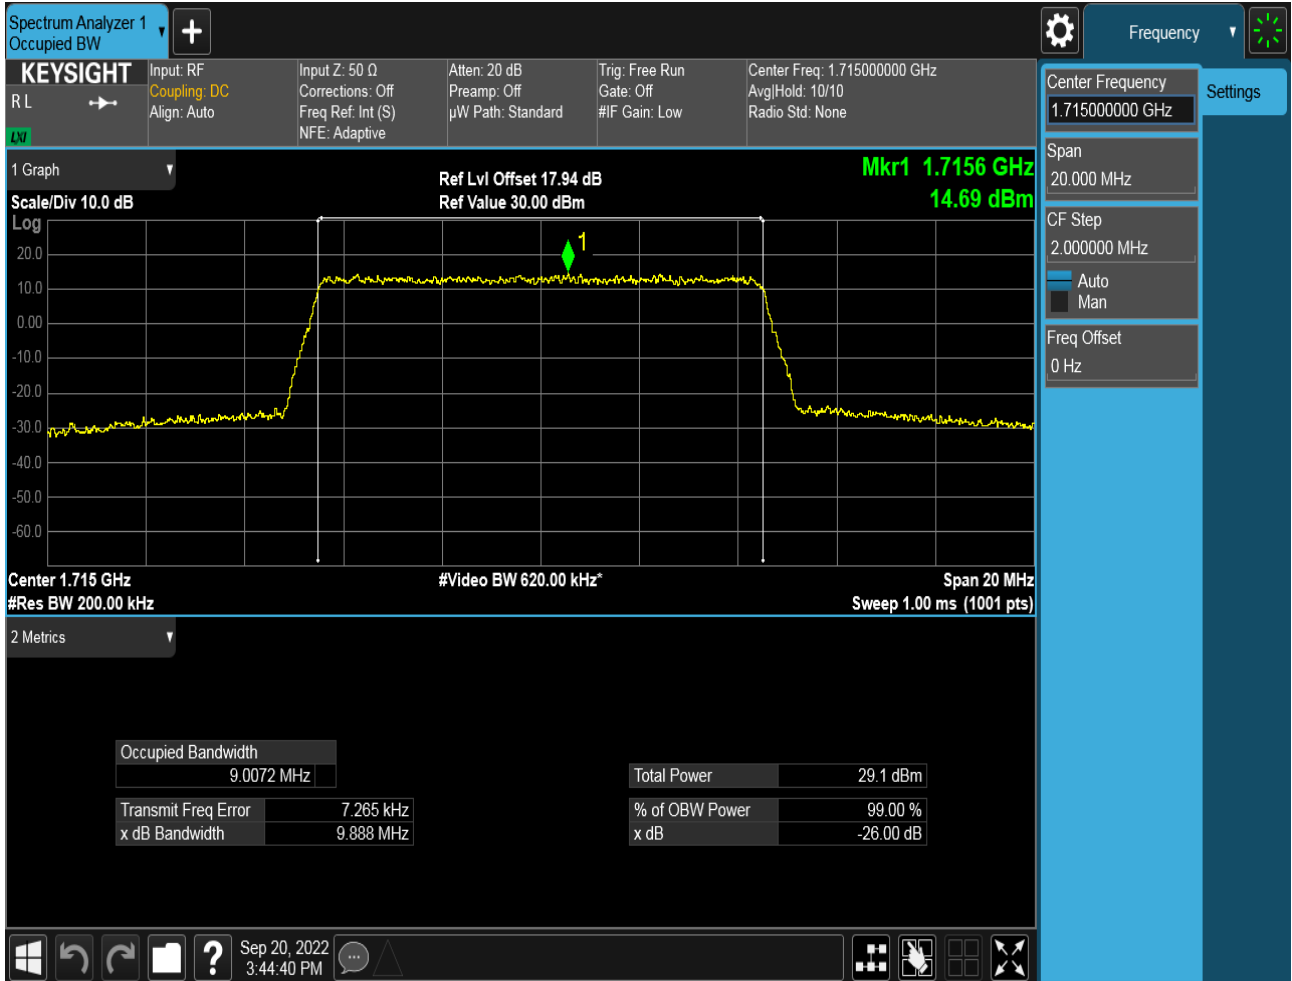 Spectrum Analyzer 1
Occupied BW
Frequency
KEYSIGHT
R L
LXI
Input: RF
Coupling: DC
Align: Auto
Input Z: 50 Ω
Corrections: Off
Freq Ref: Int (S)
NFE: Adaptive
Atten: 20 dB
Preamp: Off
µW Path: Standard
Trig: Free Run
Gate: Off
#IF Gain: Low
Center Freq: 1.715000000 GHz
Avg|Hold: 10/10
Radio Std: None
Center Frequency
1.715000000 GHz
Settings
Span
20.000 MHz
CF Step
2.000000 MHz
Auto
Man
Freq Offset
0 Hz
1 Graph
Ref Lvl Offset 17.94 dB
Mkr1 1.7156 GHz
Scale/Div 10.0 dB
Ref Value 30.00 dBm
14.69 dBm
Log
1
20.0
10.0
0.00
-10.0
-20.0
-30.0
-40.0
-50.0
-60.0
Center 1.715 GHz
#Video BW 620.00 kHz*
Span 20 MHz
#Res BW 200.00 kHz
Sweep 1.00 ms (1001 pts)
2 Metrics
Occupied Bandwidth
9.0072 MHz
Total Power 29.1 dBm
Transmit Freq Error 7.265 kHz
% of OBW Power 99.00 %
x dB Bandwidth 9.888 MHz
x dB -26.00 dB
Sep 20, 2022
3:44:40 PM